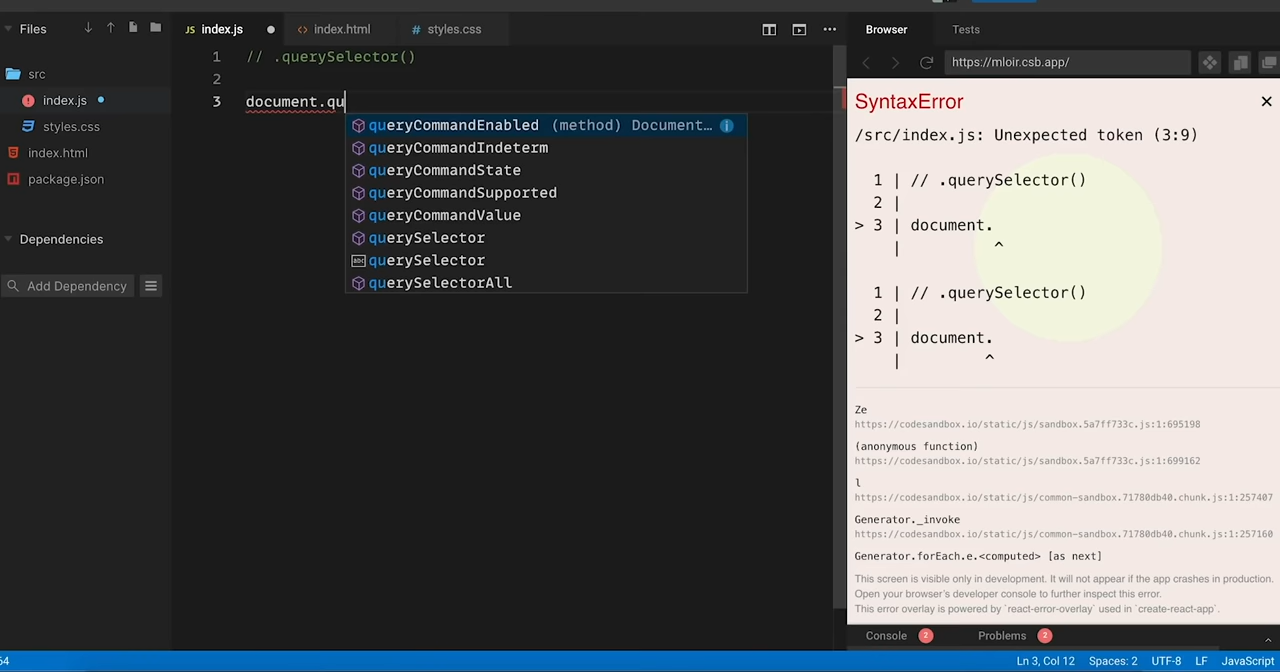 Files
JS index.js
<> index.html
# styles.css
src
index.js
styles.css
index.html
package.json
Dependencies
Add Dependency
1 // .querySelector()
2
3 document.qu
queryCommandEnabled (method) Document…
queryCommandIndeterm
queryCommandState
queryCommandSupported
queryCommandValue
querySelector
abc querySelector
querySelectorAll
Browser Tests
https://mloir.csb.app/
SyntaxError
/src/index.js: Unexpected token (3:9)
1 | // .querySelector()
2 |
> 3 | document.
| ^
1 | // .querySelector()
2 |
> 3 | document.
| ^
Ze
https://codesandbox.io/static/js/sandbox.5a7ff733c.js:1:695198
(anonymous function)
https://codesandbox.io/static/js/sandbox.5a7ff733c.js:1:699162
l
https://codesandbox.io/static/js/common-sandbox.71780db40.chunk.js:1:257407
Generator._invoke
https://codesandbox.io/static/js/common-sandbox.71780db40.chunk.js:1:257160
Generator.forEach.e.<computed> [as next]
This screen is visible only in development. It will not appear if the app crashes in production.
Open your browser's developer console to further inspect this error.
This error overlay is powered by `react-error-overlay` used in `create-react-app`.
Console 2 Problems 2
64
Ln 3, Col 12 Spaces: 2 UTF-8 LF JavaScript